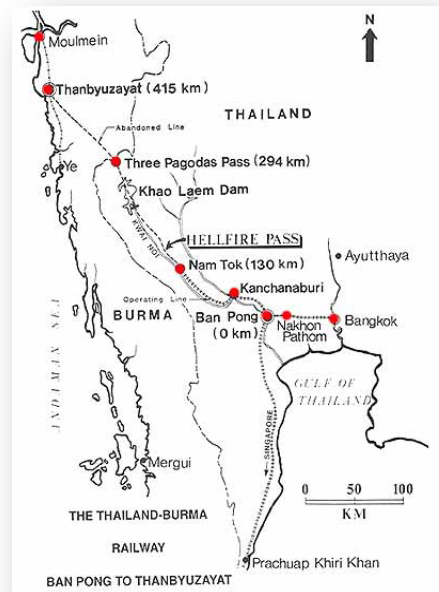 N
Moulmein
Thanbyuzayat (415 km)
THAILAND
Abandoned Line
Ye
Three Pagodas Pass (294 km)
Khao Laem Dam
KWAI NOI
HELLFIRE PASS
Ayutthaya
Nam Tok (130 km)
Kanchanaburi
Operating Line
BURMA
Ban Pong
(0 km)
Nakhon
Pathom
Bangkok
ANDAMAN SEA
GULF OF
THAILAND
SINGAPORE
Mergui
0 50 100
KM
THE THAILAND-BURMA
RAILWAY
BAN PONG TO THANBYUZAYAT
Prachuap Khiri Khan